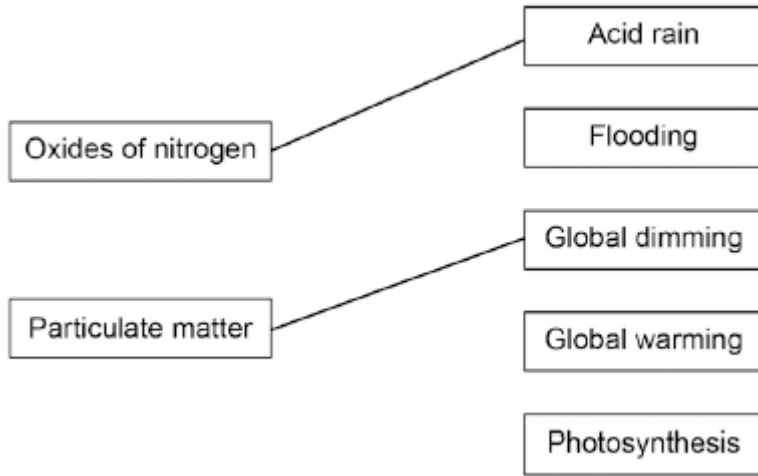 Acid rain
Oxides of nitrogen
Flooding
Global dimming
Particulate matter
Global warming
Photosynthesis